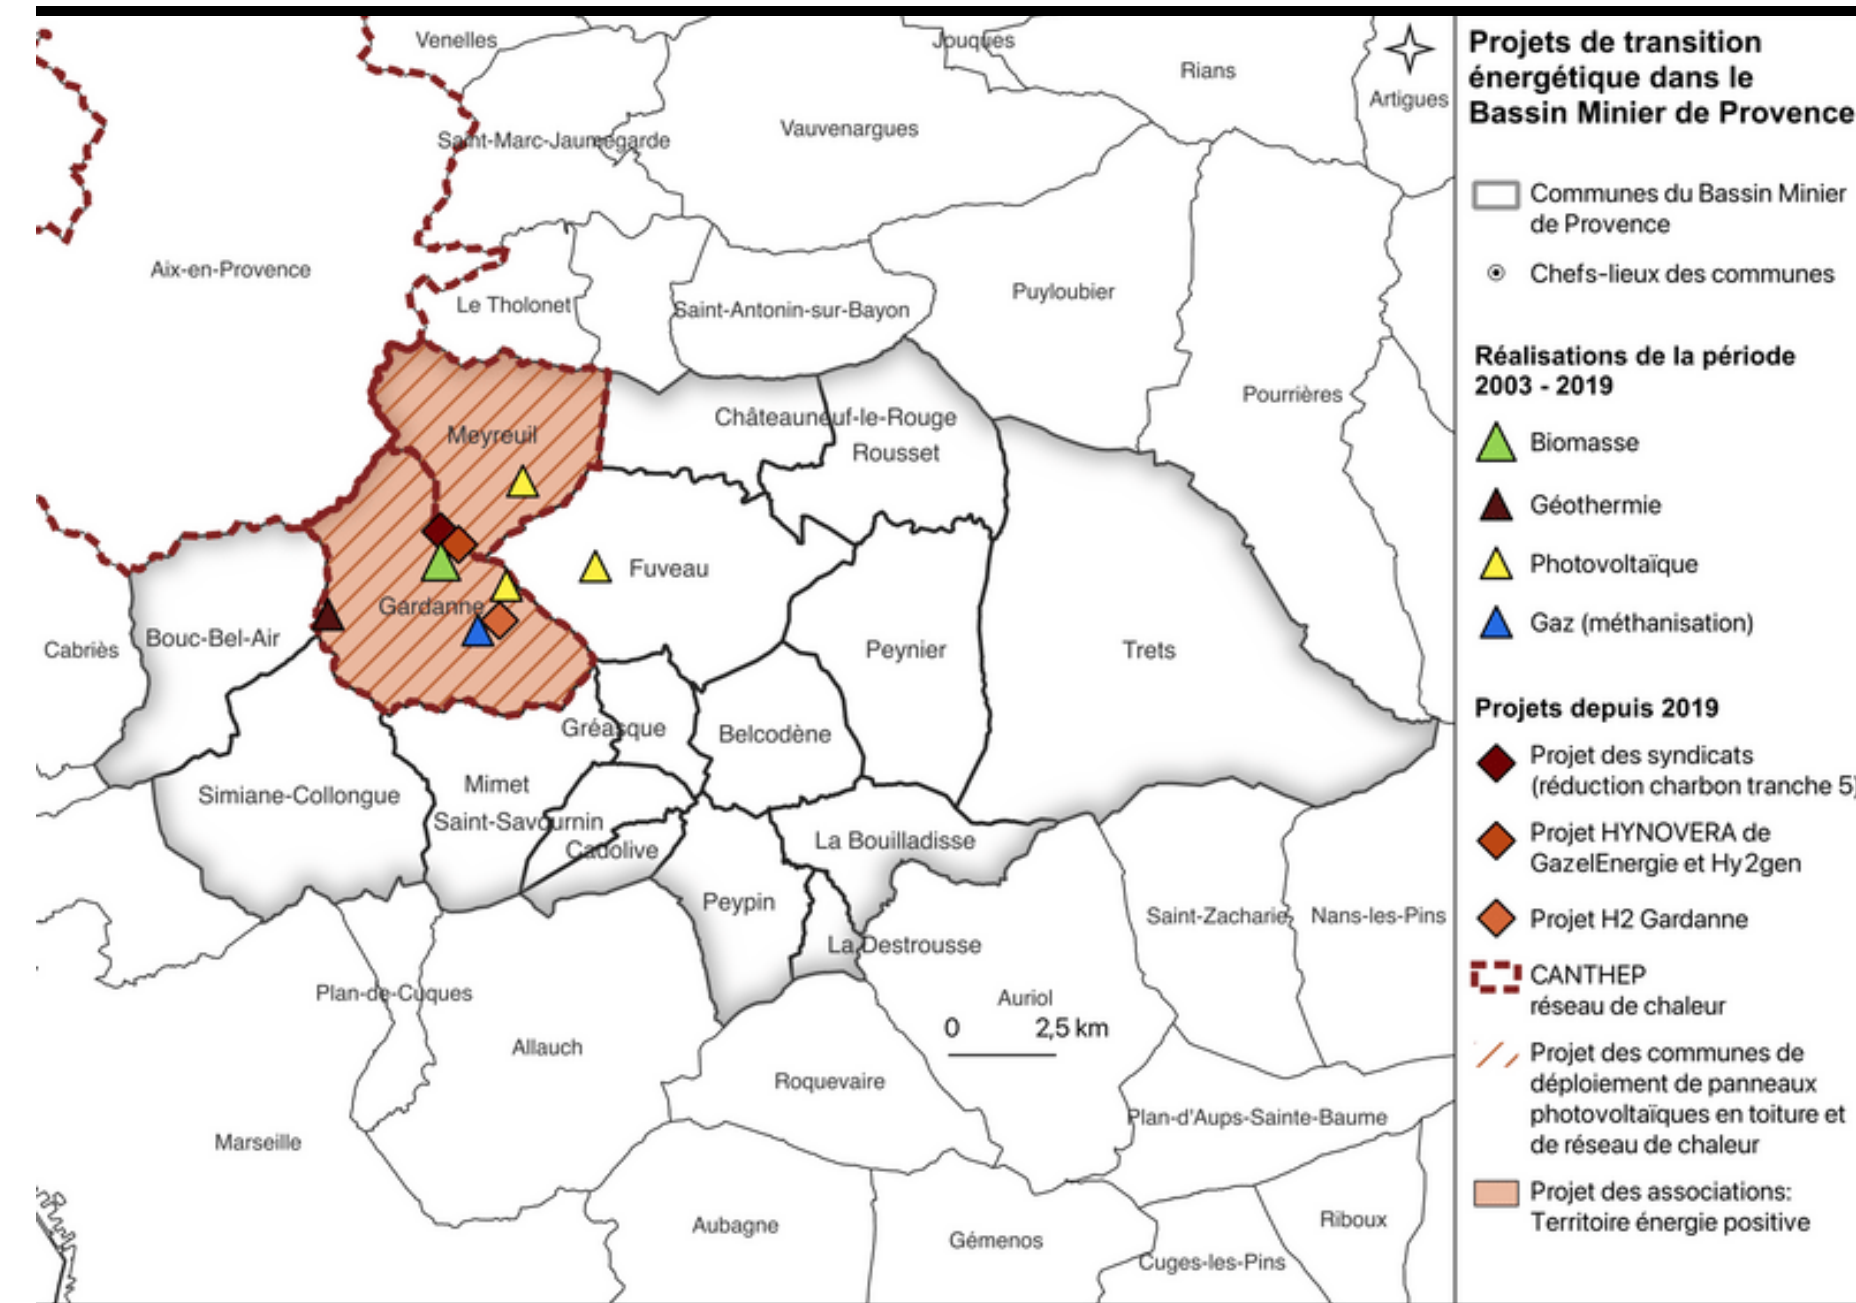 Venelles
Jouques
Rians
Artigues
Saint-Marc-Jaumegarde
Vauvenargues
Aix-en-Provence
Le Tholonet
Saint-Antonin-sur-Bayon
Puyloubier
Pourrières
Châteauneuf-le-Rouge
Meyreuil
Rousset
Fuveau
Gardanne
Bouc-Bel-Air
Cabriès
Peynier
Trets
Gréasque
Belcodène
Mimet
Simiane-Collongue
Saint-Savournin
Cadolive
La Bouilladisse
Peypin
Saint-Zacharie
Nans-les-Pins
La Destrousse
Plan-de-Cuques
Auriol
0 2,5 km
Allauch
Roquevaire
Plan-d'Aups-Sainte-Baume
Marseille
Aubagne
Gémenos
Riboux
Cuges-les-Pins
Projets de transition
énergétique dans le
Bassin Minier de Provence
Communes du Bassin Minier
de Provence
Chefs-lieux des communes
Réalisations de la période
2003 - 2019
Biomasse
Géothermie
Photovoltaïque
Gaz (méthanisation)
Projets depuis 2019
Projet des syndicats
(réduction charbon tranche 5)
Projet HYNOVERA de
GazelEnergie et Hy2gen
Projet H2 Gardanne
CANTHEP
réseau de chaleur
Projet des communes de
déploiement de panneaux
photovoltaïques en toiture et
de réseau de chaleur
Projet des associations:
Territoire énergie positive